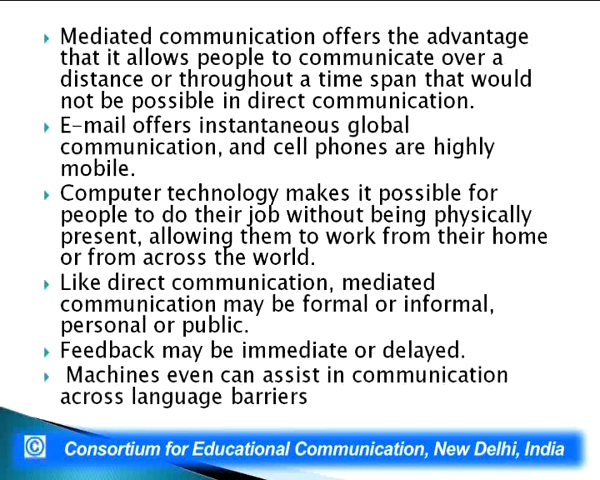 Mediated communication offers the advantage
that it allows people to communicate over a
distance or throughout a time span that would
not be possible in direct communication.
E-mail offers instantaneous global
communication, and cell phones are highly
mobile.
Computer technology makes it possible for
people to do their job without being physically
present, allowing them to work from their home
or from across the world.
Like direct communication, mediated
communication may be formal or informal,
personal or public.
Feedback may be immediate or delayed.
Machines even can assist in communication
across language barriers
© Consortium for Educational Communication, New Delhi, India